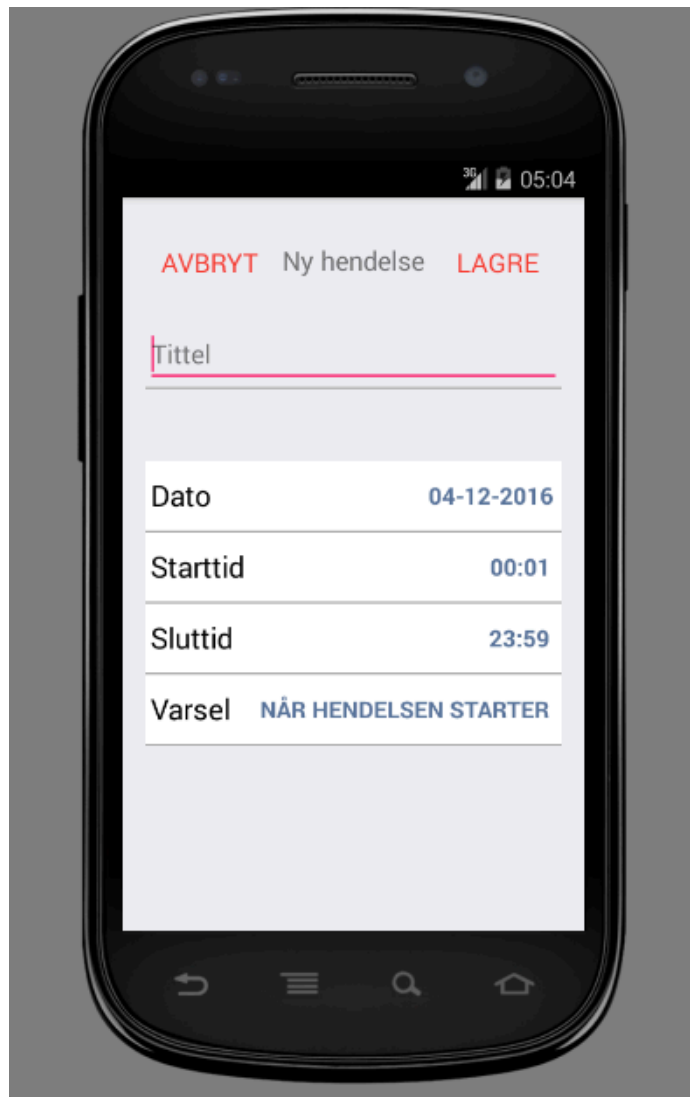 3G 05:04
AVBRYT Ny hendelse LAGRE
Tittel
Dato 04-12-2016
Starttid 00:01
Sluttid 23:59
Varsel NÅR HENDELSEN STARTER